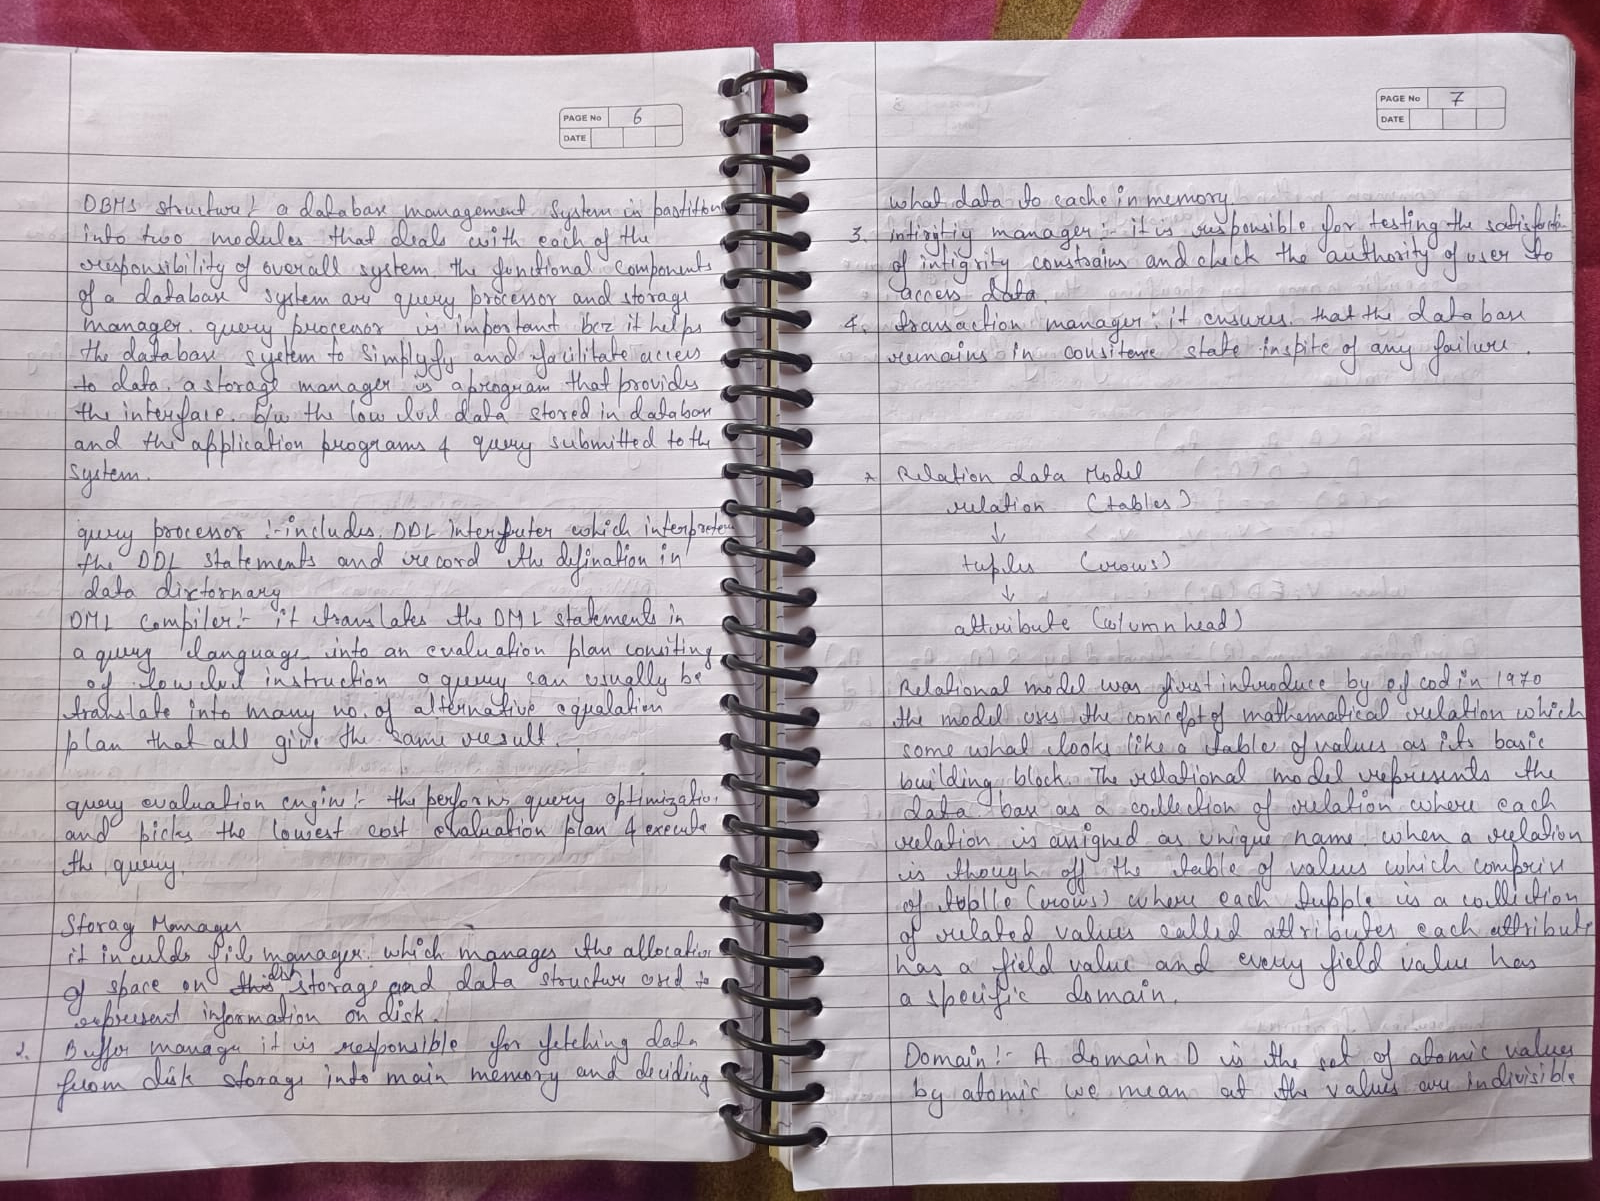 PAGE No 6
DATE
DBMS structure :- a database management system is partition
into two modules that deals with each of the
responsibility of overall system. the funitional components
of a database system are query processor and storage
manager. query processor is important bcz it helps
the database system to simplyfy and facilitate access
to data. a storage manager is a program that provides
the interface b/w the low level data stored in database
and the application programs & query submitted to the
system.
query processor :- includes DDL interputer which interprete
the DDL statements and record the defination in
data dixtornary
DML compiler :- it translates the DML statements in
a query language into an evaluation plan consiting
of low level instruction a query can usually be
translate into many no. of alternative equalation
plan that all give the same result.
query evaluation engine :- the performs query optimization
and picks the lowest cost evaluation plan & execute
the query.
Storag Manager
it inculds file manager which manages the allocation
of space on disk storage and data structure used to
represent information on disk.
2. Buffer manager it is responsible for fetching data
from disk storage into main memory and deciding
PAGE No 7
DATE
what data to cache in memory
3. intirgtiy manager :- it is responsible for testing the
of intigrity constrains and check the authority of user to
access data.
4. transaction manager : it ensures that the database
remains in state inspite of any failure.
Relation data Model
relation (tables)
↓
tuples (rows)
↓
attribute (column head)
Relational model was first introduce by ef cod in 1970
the model uses the concept of mathematical relation which
some what looks like a table of values as its basic
building block. The relational model represents the
data base as a collection of relation where each
relation is assigned as unique name. when a relation
is though off the table of values which comprise
of tuplle (rows) where each tupple is a collection
of related values called attributes each attribute
has a field value and every field value has
a specific domain.
Domain :- A domain D is the set of atomic values
by atomic we mean at the values are indivisible